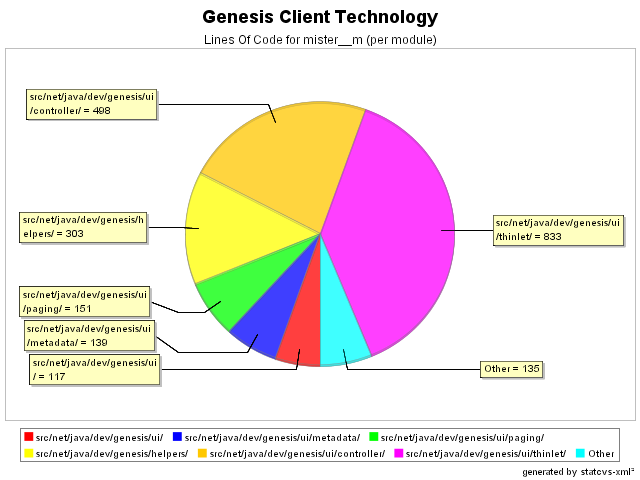 Genesis Client Technology
Lines Of Code for mister__m (per module)
src/net/java/dev/genesis/ui
/controller/ = 498
src/net/java/dev/genesis/h
elpers/ = 303
src/net/java/dev/genesis/ui
/thinlet/ = 833
src/net/java/dev/genesis/ui
/paging/ = 151
src/net/java/dev/genesis/ui
/metadata/ = 139
src/net/java/dev/genesis/ui
/ = 117
Other = 135
src/net/java/dev/genesis/ui/ src/net/java/dev/genesis/ui/metadata/ src/net/java/dev/genesis/ui/paging/
src/net/java/dev/genesis/helpers/ src/net/java/dev/genesis/ui/controller/ src/net/java/dev/genesis/ui/thinlet/ Other
generated by statcvs-xml²